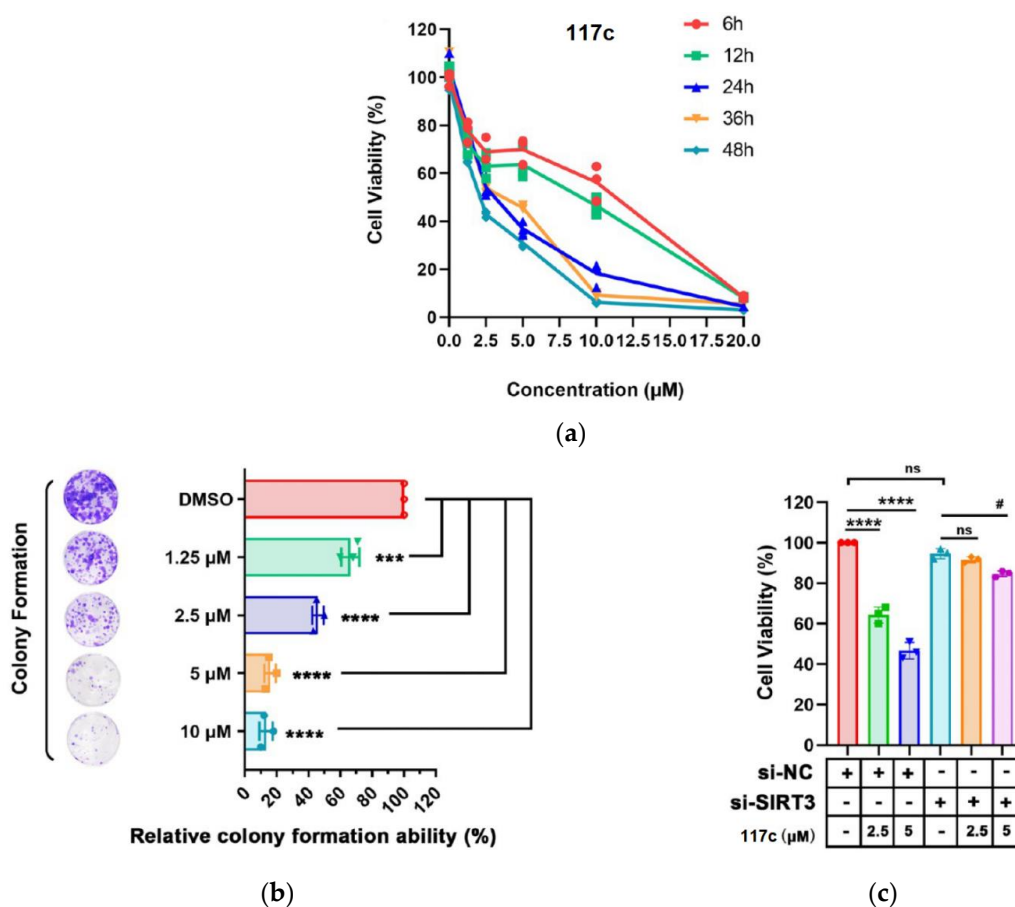 117c
6h
12h
24h
36h
48h
120
100
80
60
40
20
0
Cell Viability (%)
0.0 2.5 5.0 7.5 10.0 12.5 15.0 17.5 20.0
Concentration (μM)
(a)
Colony Formation
DMSO
1.25 μM
***
2.5 μM
****
5 μM
****
10 μM
****
0 20 40 60 80 100 120
Relative colony formation ability (%)
(b)
ns
****
****
#
ns
120
100
80
60
40
20
0
Cell Viability (%)
si-NC + + + - - -
si-SIRT3 - - - + + +
117c (μM) - 2.5 5 - 2.5 5
(c)